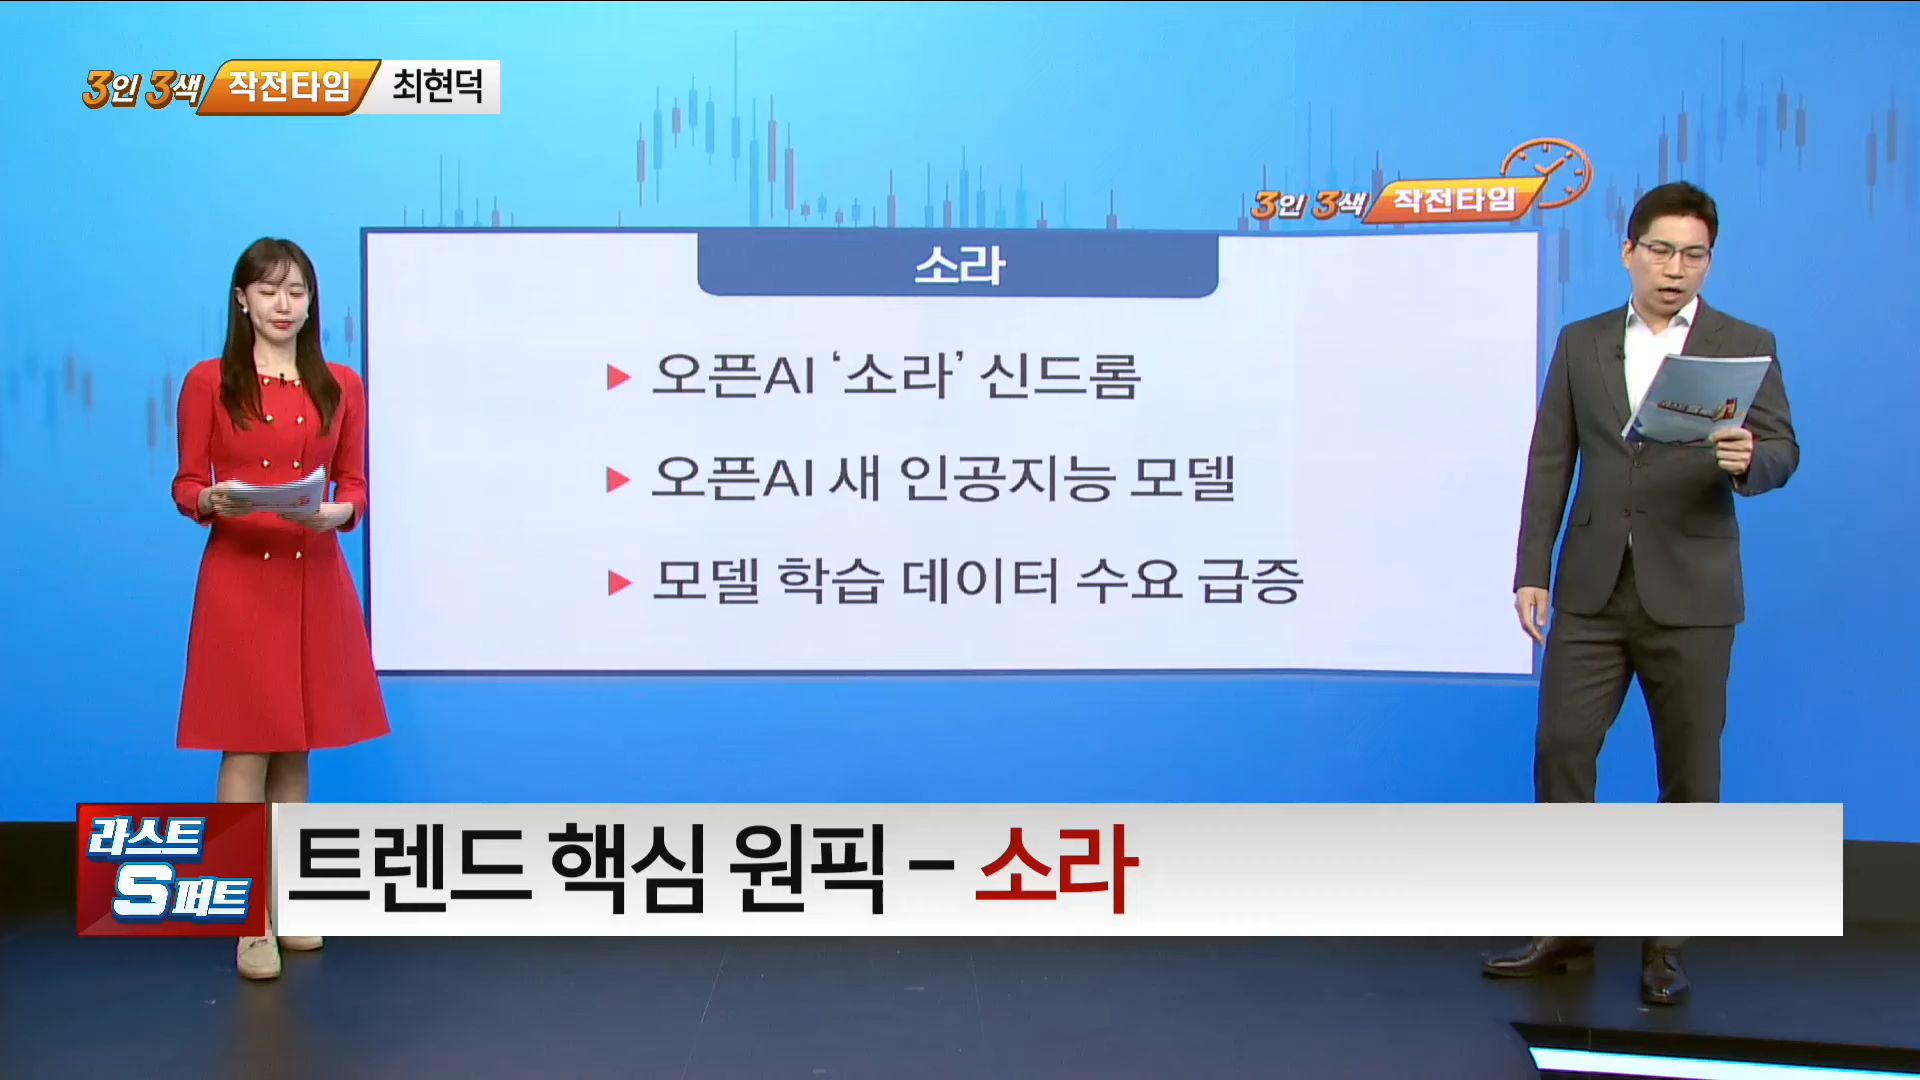 3인 3색 작전타임 최현덕
3인 3색 작전타임
소라
▶ 오픈AI ‘소라’ 신드롬
▶ 오픈AI 새 인공지능 모델
▶ 모델 학습 데이터 수요 급증
라스트
S퍼트
트렌드 핵심 원픽 – 소라